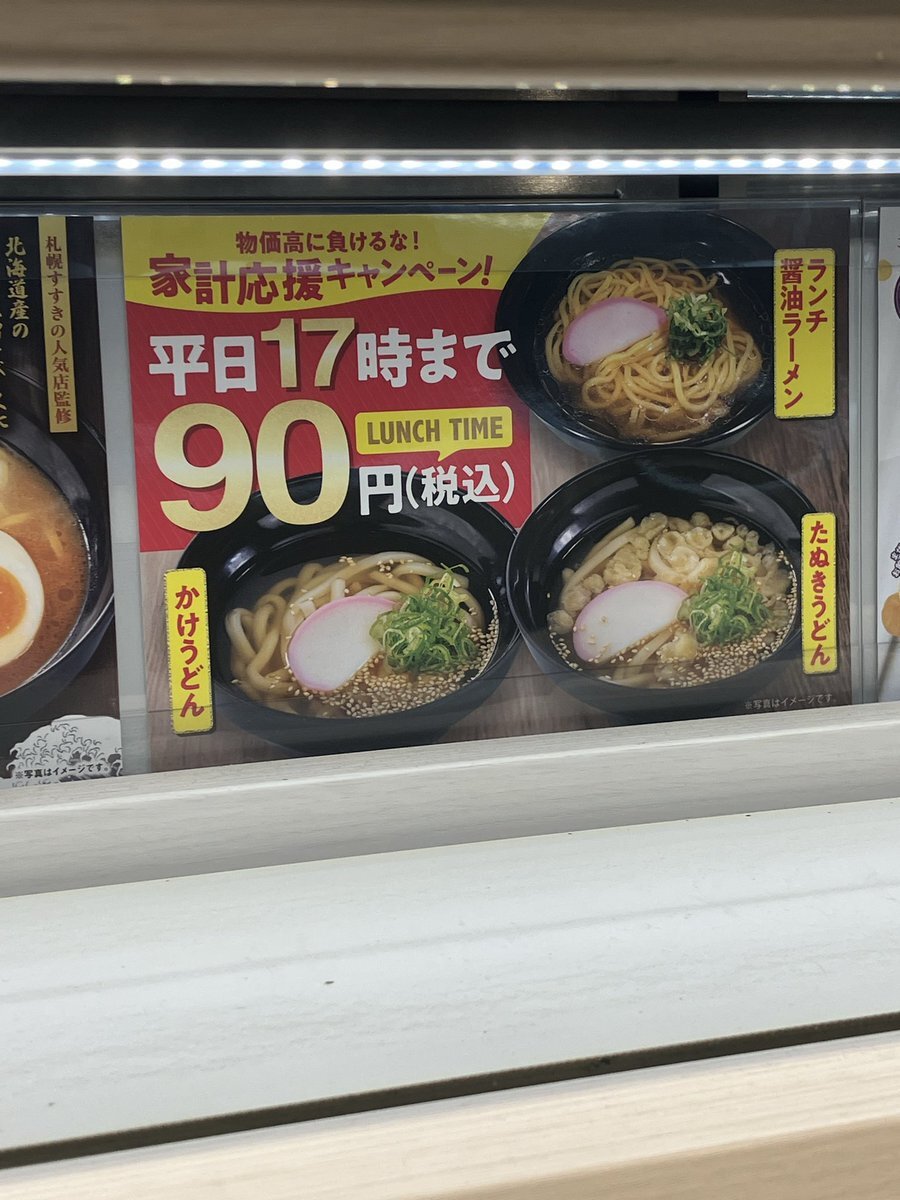 札幌すすきの人気店監修
北海道産の
※写真はイメージです。
物価高に負けるな!
家計応援キャンペーン!
平日17時まで
90円(税込)
LUNCH TIME
ランチ
醤油ラーメン
かけうどん
たぬきうどん
※写真はイメージです。